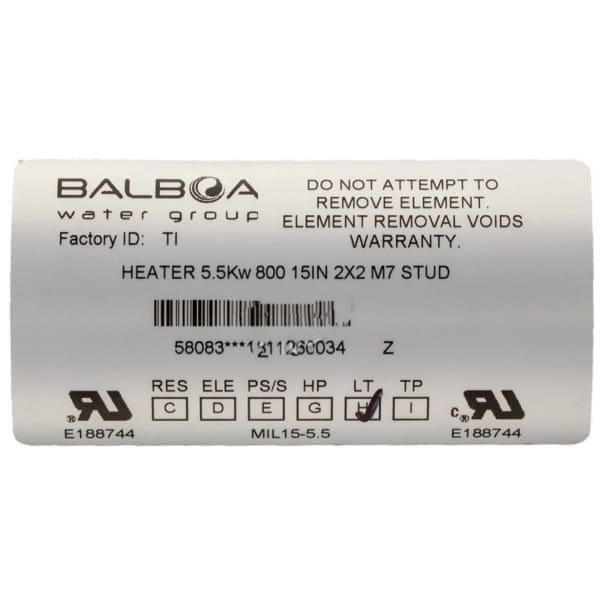 BALBOA
water group
Factory ID: TI
DO NOT ATTEMPT TO
REMOVE ELEMENT.
ELEMENT REMOVAL VOIDS
WARRANTY.
HEATER 5.5Kw 800 15IN 2X2 M7 STUD
Z
RES ELE PS/S HP LT TP
C D E G H I
E188744 MIL15-5.5 E188744